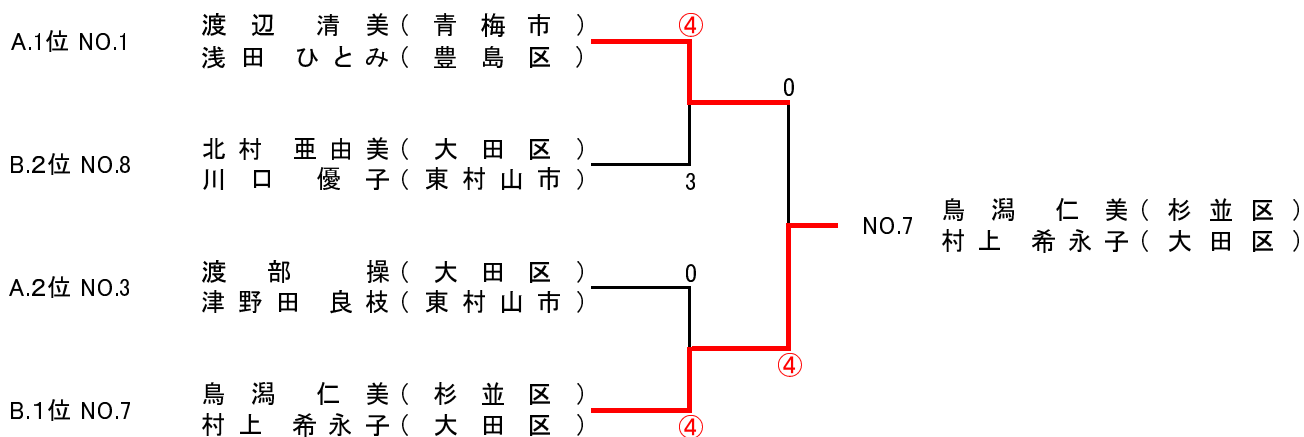 渡辺 清美（青梅市） ④
A.1位 NO.1
浅田 ひとみ（豊島区）
0
北村 亜由美（大田区）
B.2位 NO.8
川口 優子（東村山市） 3
鳥潟 仁美（杉並区）
NO.7
村上 希永子（大田区）
渡部 操（大田区） 0
A.2位 NO.3
津野田 良枝（東村山市）
④
鳥潟 仁美（杉並区）
B.1位 NO.7
村上 希永子（大田区） ④